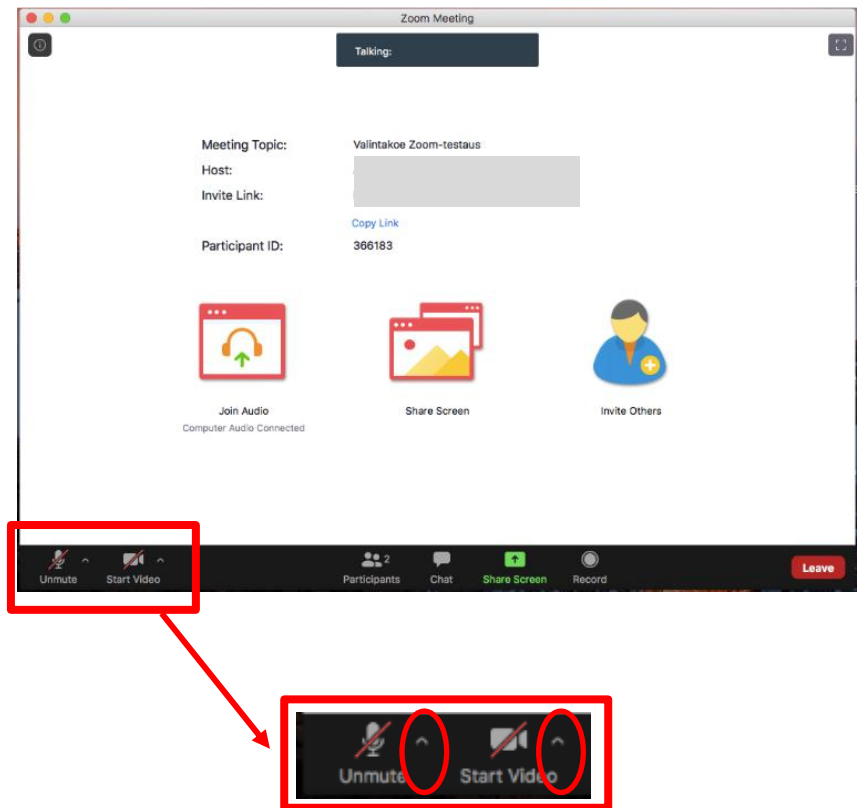 Zoom Meeting
Talking:
Meeting Topic: Valintakoe Zoom-testaus
Host:
Invite Link:
Copy Link
Participant ID: 366183
Join Audio Share Screen Invite Others
Computer Audio Connected
Unmute Start Video 2 Participants Chat Share Screen Record Leave
Unmute Start Video